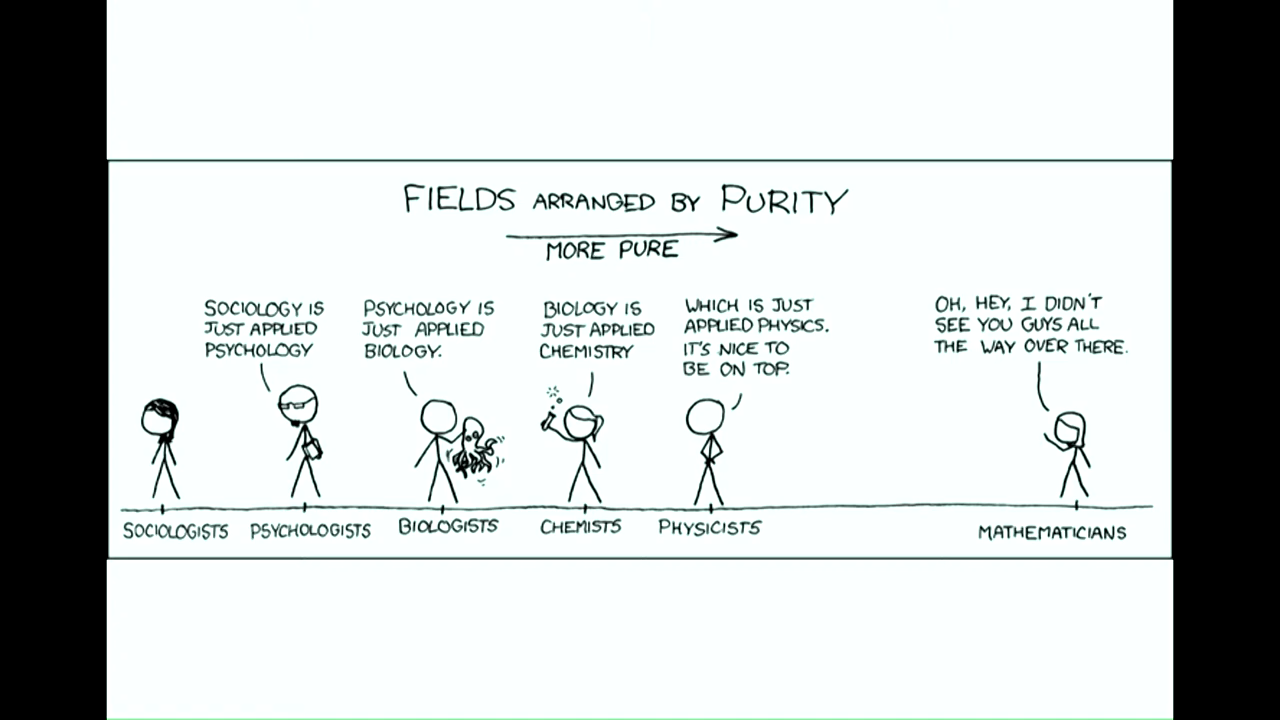 FIELDS ARRANGED BY PURITY
MORE PURE
SOCIOLOGY IS
JUST APPLIED
PSYCHOLOGY
PSYCHOLOGY IS
JUST APPLIED
BIOLOGY.
BIOLOGY IS
JUST APPLIED
CHEMISTRY
WHICH IS JUST
APPLIED PHYSICS.
IT'S NICE TO
BE ON TOP.
OH, HEY, I DIDN'T
SEE YOU GUYS ALL
THE WAY OVER THERE.
SOCIOLOGISTS
PSYCHOLOGISTS
BIOLOGISTS
CHEMISTS
PHYSICISTS
MATHEMATICIANS